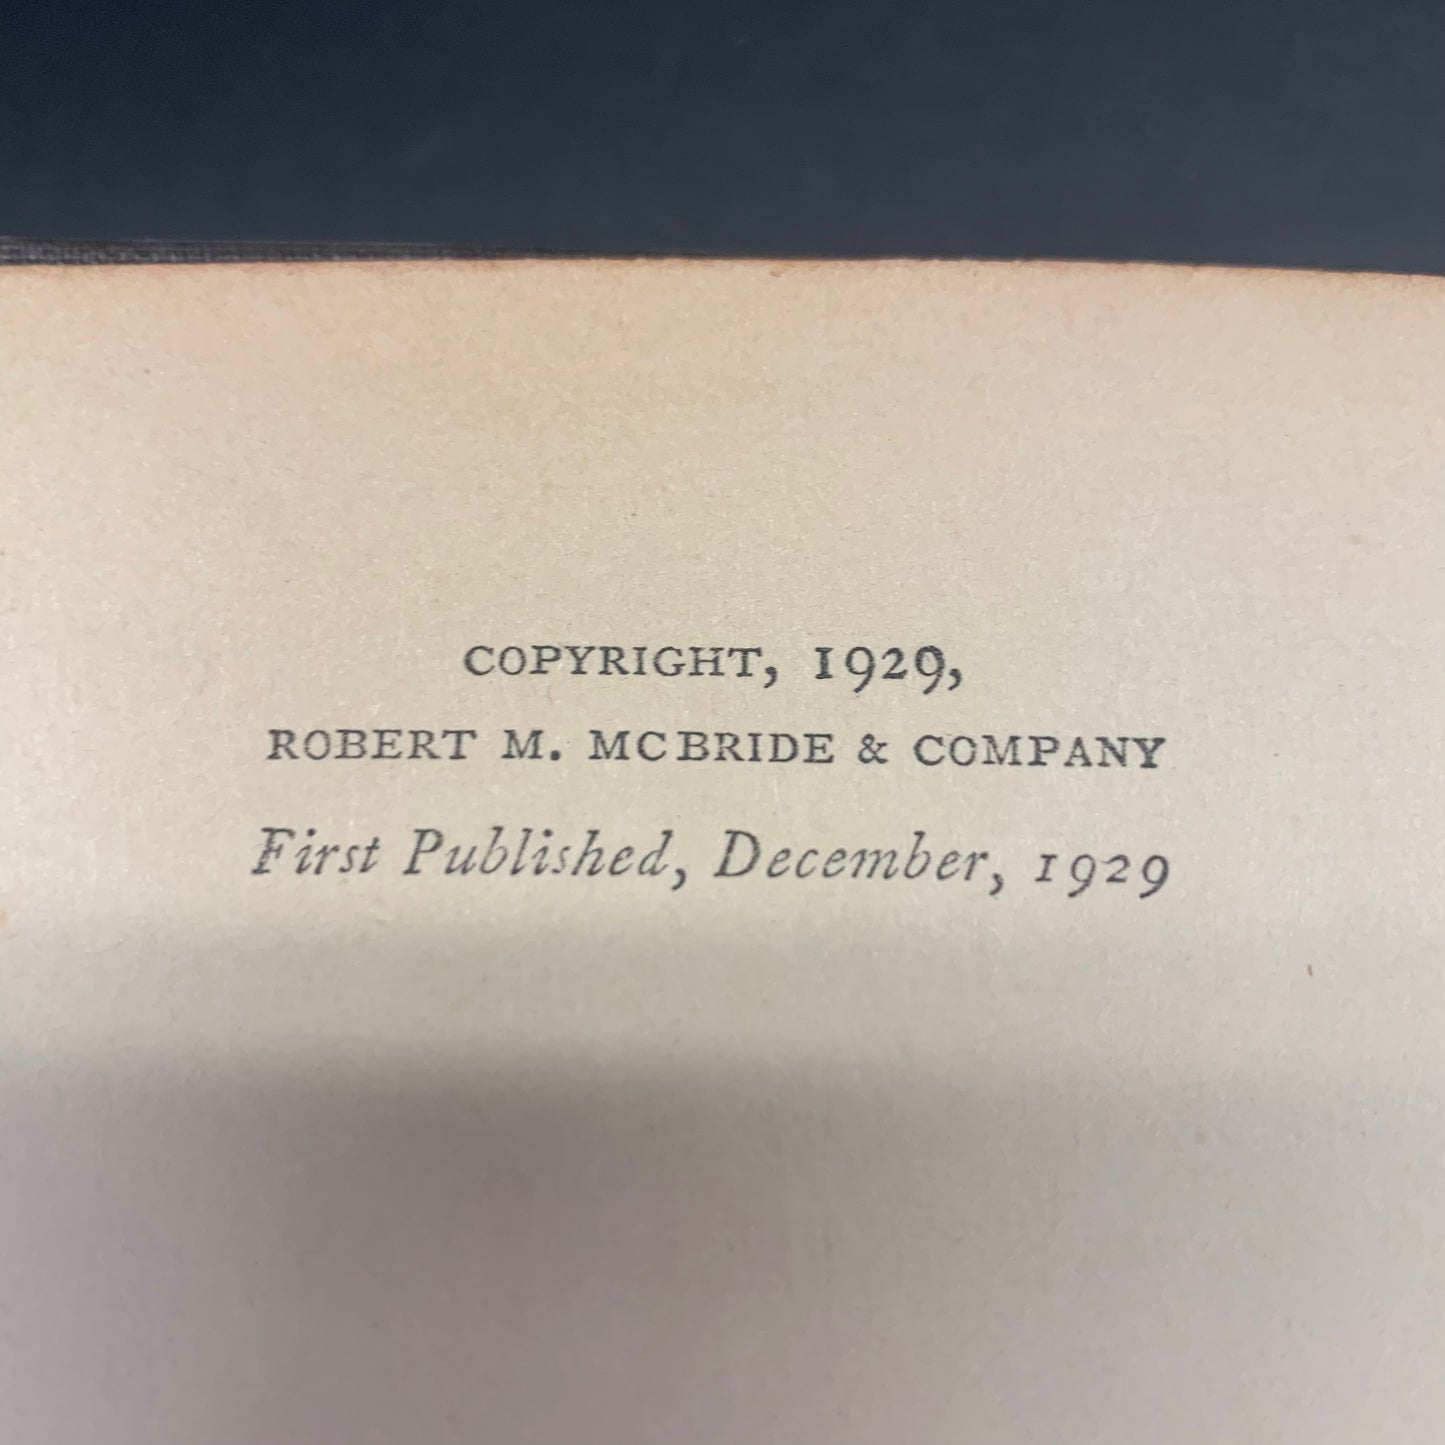 COPYRIGHT, 1929,
ROBERT M. MCBRIDE & COMPANY
First Published, December, 1929